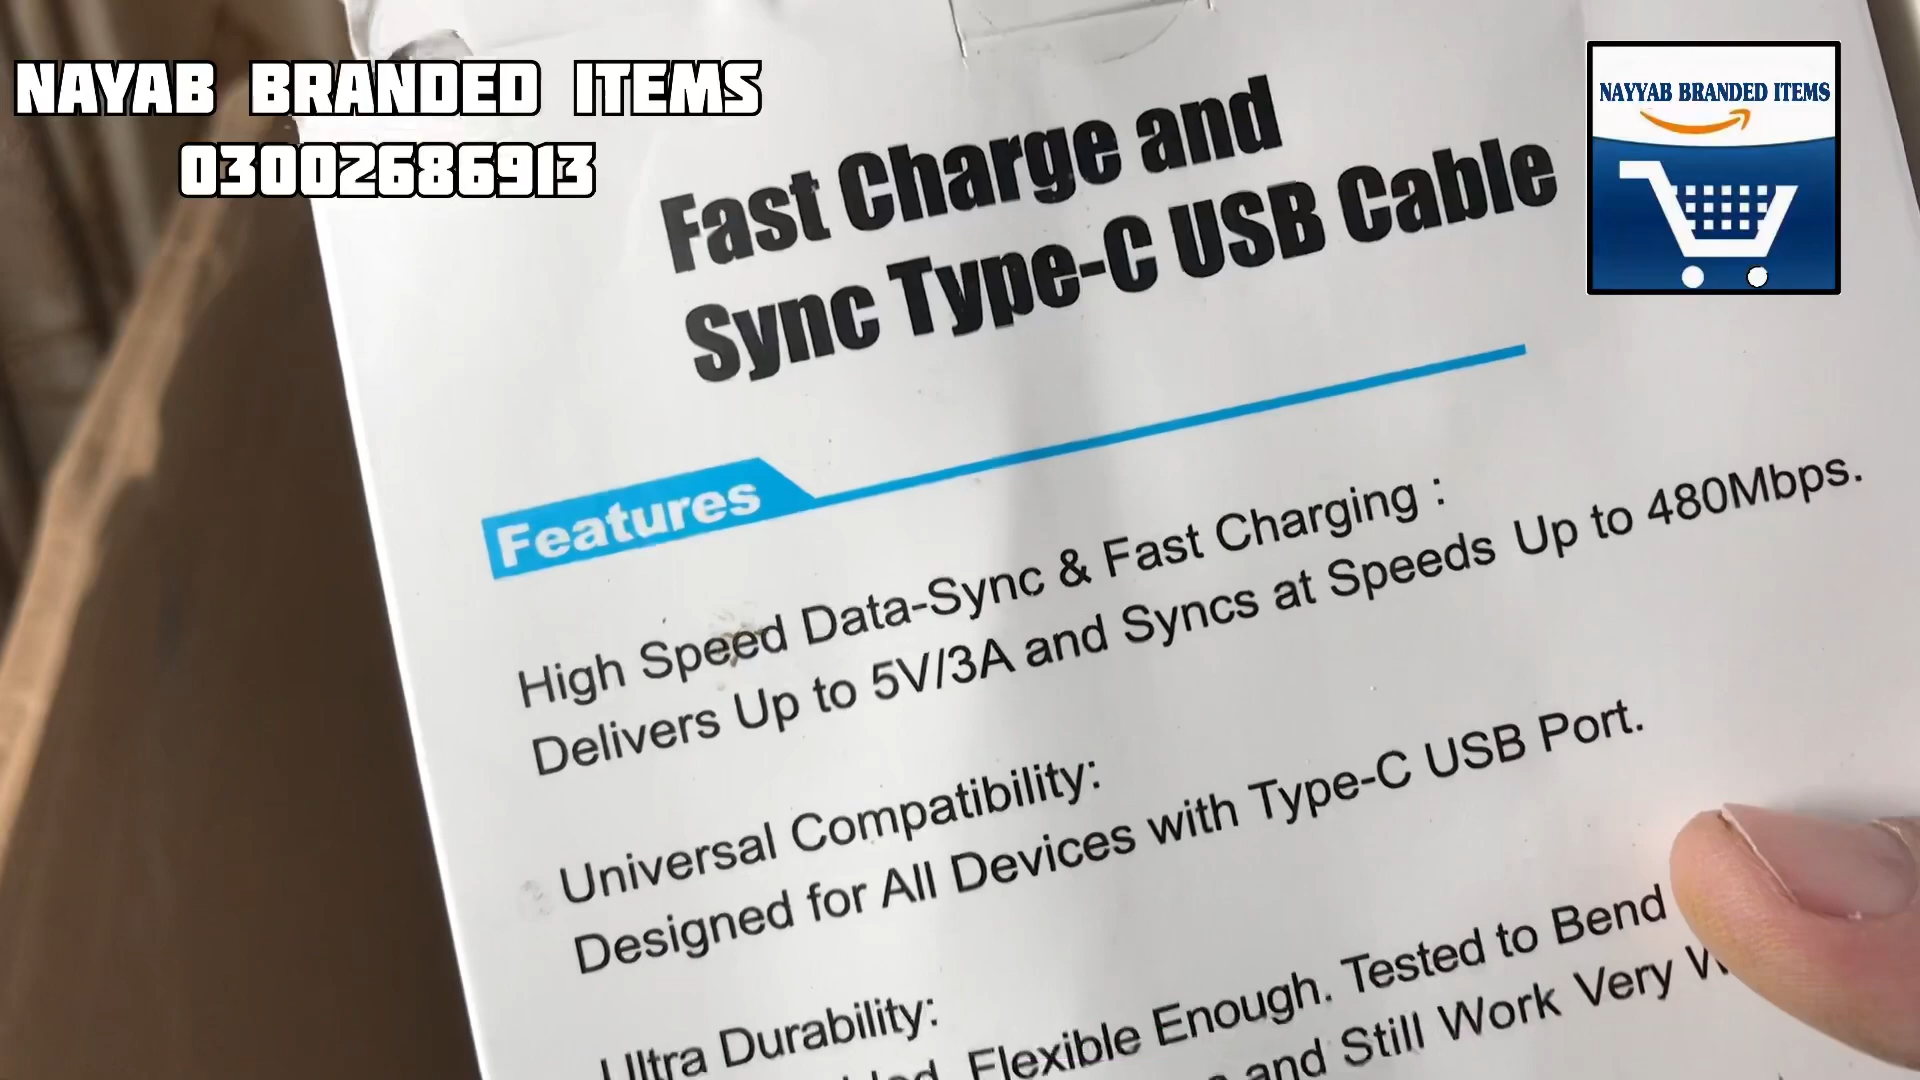 NAYAB BRANDED ITEMS
03002686913
NAYYAB BRANDED ITEMS
Fast Charge and
Sync Type-C USB Cable
Features
High Speed Data-Sync & Fast Charging :
Delivers Up to 5V/3A and Syncs at Speeds Up to 480Mbps.
Universal Compatibility:
Designed for All Devices with Type-C USB Port.
Ultra Durability:
Flexible Enough. Tested to Bend
and Still Work Very